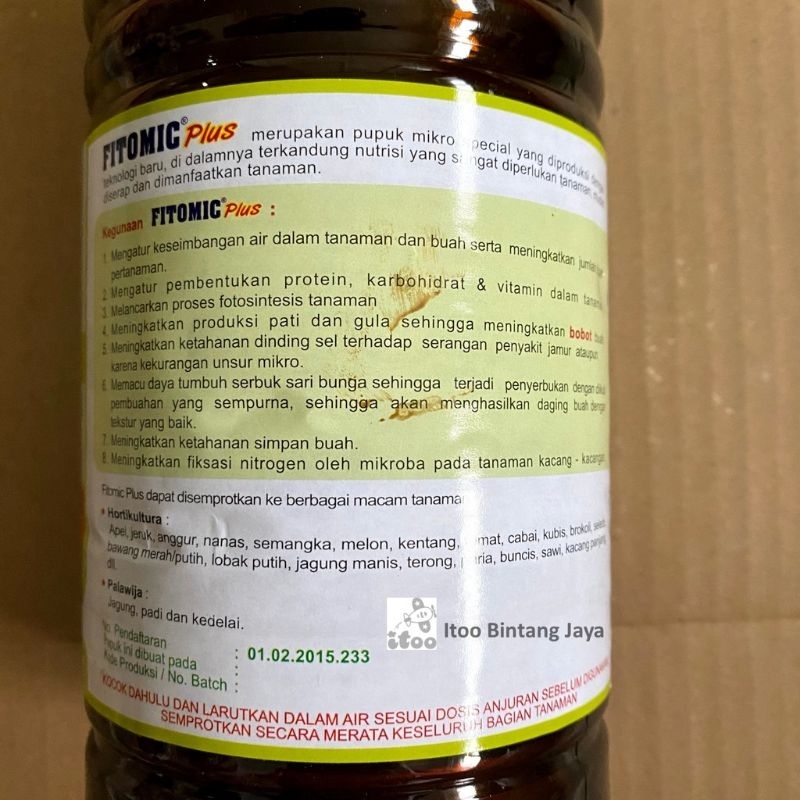 FITOMIC® Plus merupakan pupuk mikro special yang diproduksi dengan
teknologi baru, di dalamnya terkandung nutrisi yang sangat diperlukan tanaman, mudah
diserap dan dimanfaatkan tanaman.
Kegunaan FITOMIC® Plus :
1. Mengatur keseimbangan air dalam tanaman dan buah serta meningkatkan jumlah
pertanaman.
2. Mengatur pembentukan protein, karbohidrat & vitamin dalam
3. Melancarkan proses fotosintesis tanaman
4. Meningkatkan produksi pati dan gula sehingga meningkatkan bobot
5. Meningkatkan ketahanan dinding sel terhadap serangan penyakit jamur ataupun
karena kekurangan unsur mikro.
6. Memacu daya tumbuh serbuk sari bunga sehingga terjadi penyerbukan dengan
pembuahan yang sempurna, sehingga akan menghasilkan daging buah dengan
tekstur yang baik.
7. Meningkatkan ketahanan simpan buah.
8. Meningkatkan fiksasi nitrogen oleh mikroba pada tanaman kacang - kacangan
Fitomic Plus dapat disemprotkan ke berbagai macam tanama
• Hortikultura :
Apel, jeruk, anggur, nanas, semangka, melon, kentang, mat, cabai, kubis, brokoli,
bawang merah/putih, lobak putih, jagung manis, terong, ria, buncis, sawi, kacang panjang
dll.
• Palawija :
Jagung, padi dan kedelai.
No. Pendaftaran : 01.02.2015.233
Pupuk ini dibuat pada :
Kode Produksi / No. Batch :
itoo Itoo Bintang Jaya
KOCOK DAHULU DAN LARUTKAN DALAM AIR SESUAI DOSIS ANJURAN SEBELUM DIGUNAKAN
SEMPROTKAN SECARA MERATA KESELURUH BAGIAN TANAMAN